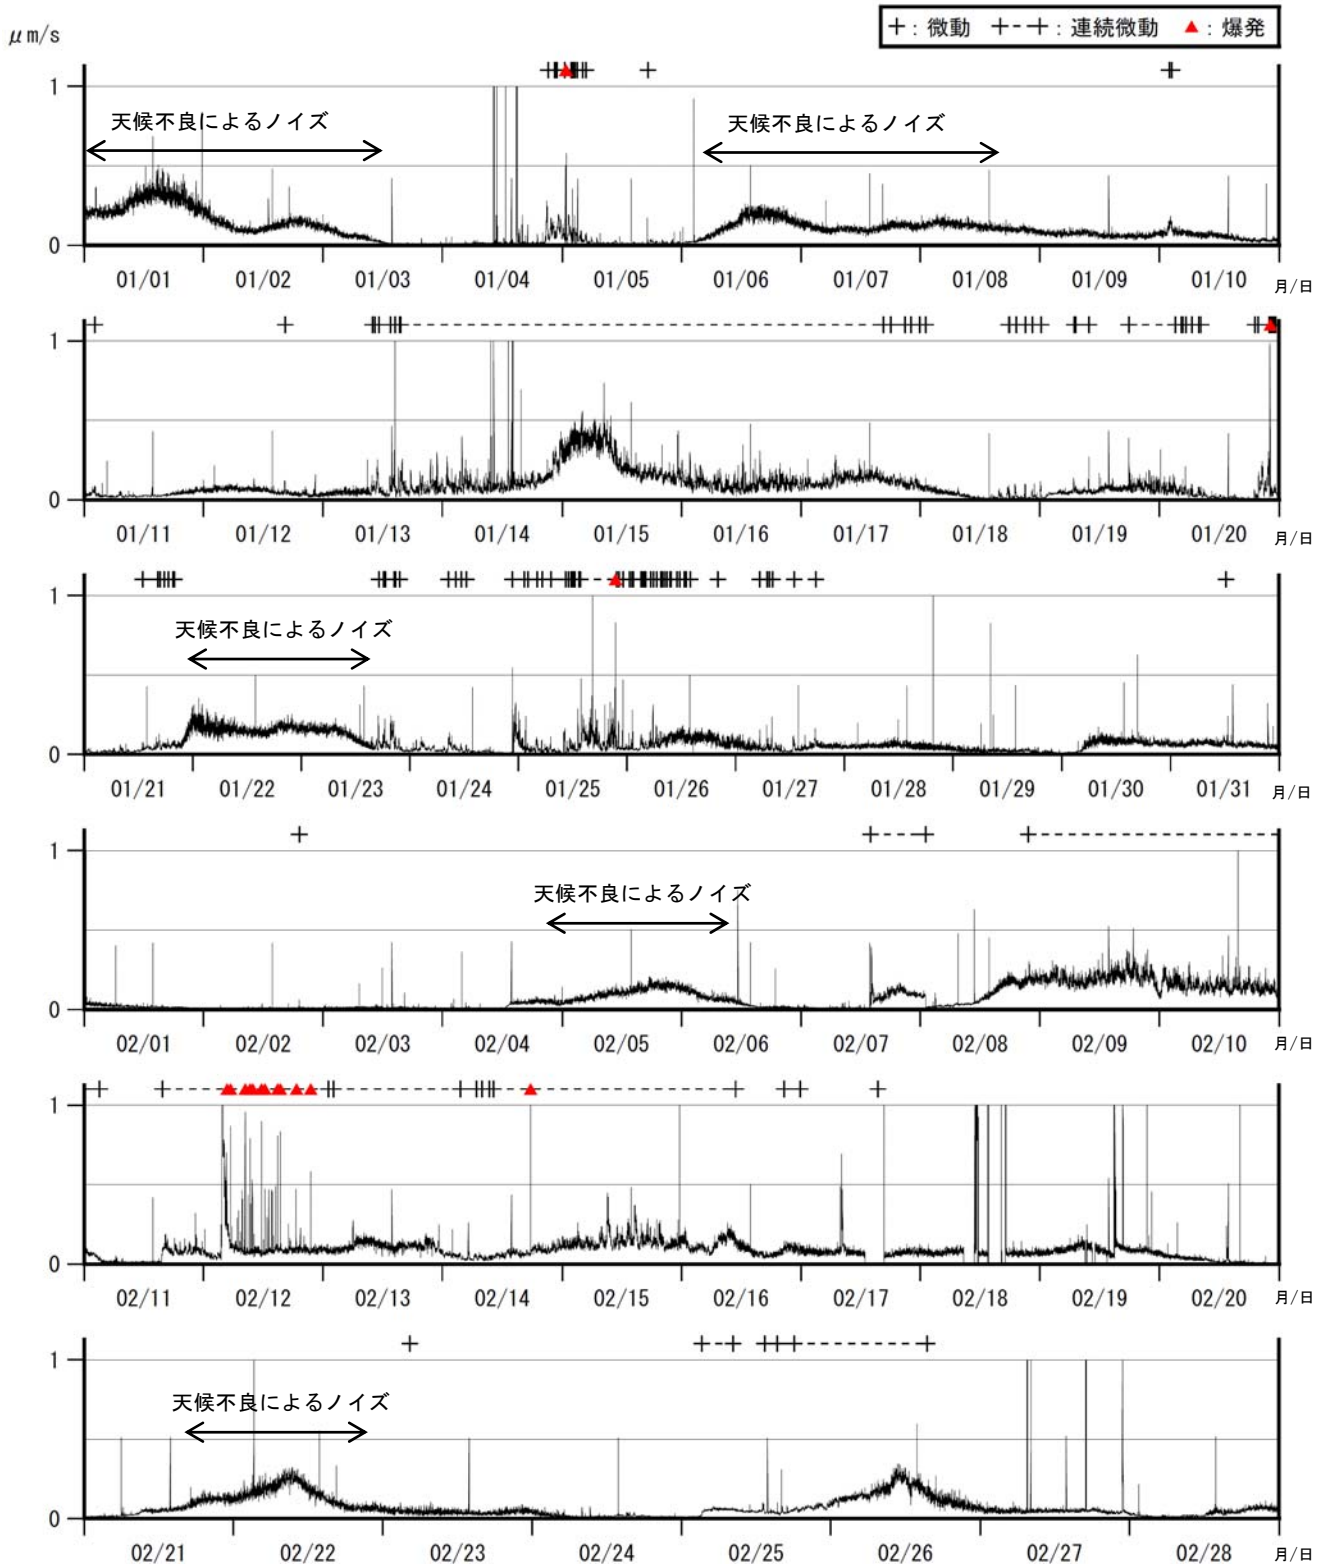 + : 微動 +--+ : 連続微動 ▲ : 爆発
μm/s
1
天候不良によるノイズ 天候不良によるノイズ
0
01/01 01/02 01/03 01/04 01/05 01/06 01/07 01/08 01/09 01/10 月/日
1
0
01/11 01/12 01/13 01/14 01/15 01/16 01/17 01/18 01/19 01/20 月/日
1
天候不良によるノイズ
0
01/21 01/22 01/23 01/24 01/25 01/26 01/27 01/28 01/29 01/30 01/31 月/日
1
天候不良によるノイズ
0
02/01 02/02 02/03 02/04 02/05 02/06 02/07 02/08 02/09 02/10 月/日
1
0
02/11 02/12 02/13 02/14 02/15 02/16 02/17 02/18 02/19 02/20 月/日
1
天候不良によるノイズ
0
02/21 02/22 02/23 02/24 02/25 02/26 02/27 02/28 月/日